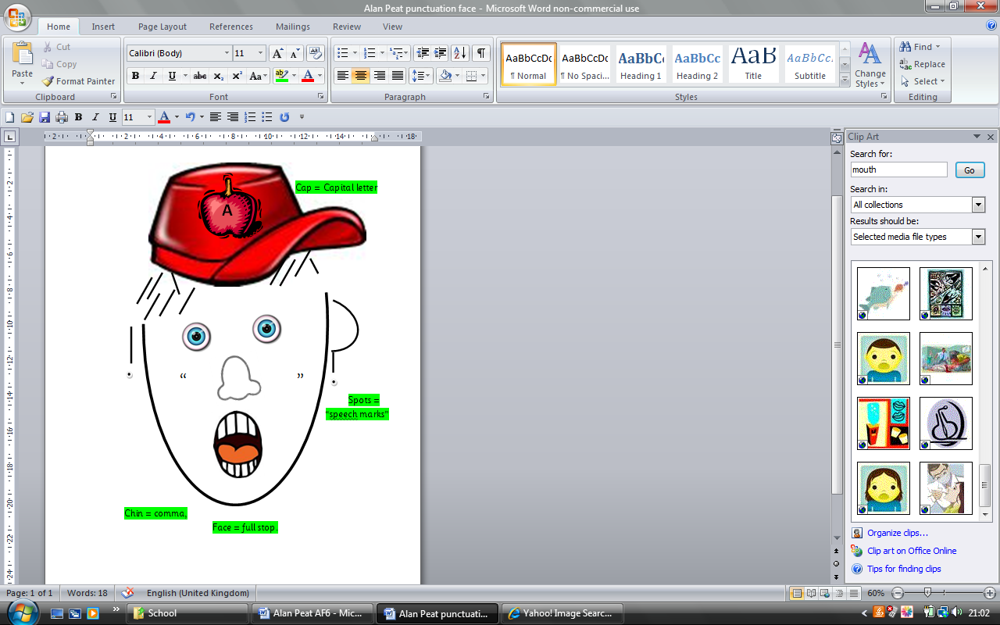 Alan Peat punctuation face - Microsoft Word non-commercial use
Home Insert Page Layout References Mailings Review View
Paste
Cut
Copy
Format Painter
Clipboard
Calibri (Body) 11
B I U abc x₂ x² Aa
Font
Paragraph
AaBbCcDc AaBbCcDc AaBbC AaBbCc AaB AaBbCc
¶ Normal ¶ No Spaci... Heading 1 Heading 2 Title Subtitle
Styles
Change Styles
Find
Replace
Select
Editing
B I U 11 A
Cap = Capital letter
A
“ ”
Spots =
“speech marks”
Chin = comma,
Face = full stop.
Clip Art
Search for:
mouth Go
Search in:
All collections
Results should be:
Selected media file types
Organize clips...
Clip art on Office Online
Tips for finding clips
Page: 1 of 1 Words: 18 English (United Kingdom) 60%
School Alan Peat AF6 - Mic... Alan Peat punctuati... Yahoo! Image Searc... 21:02